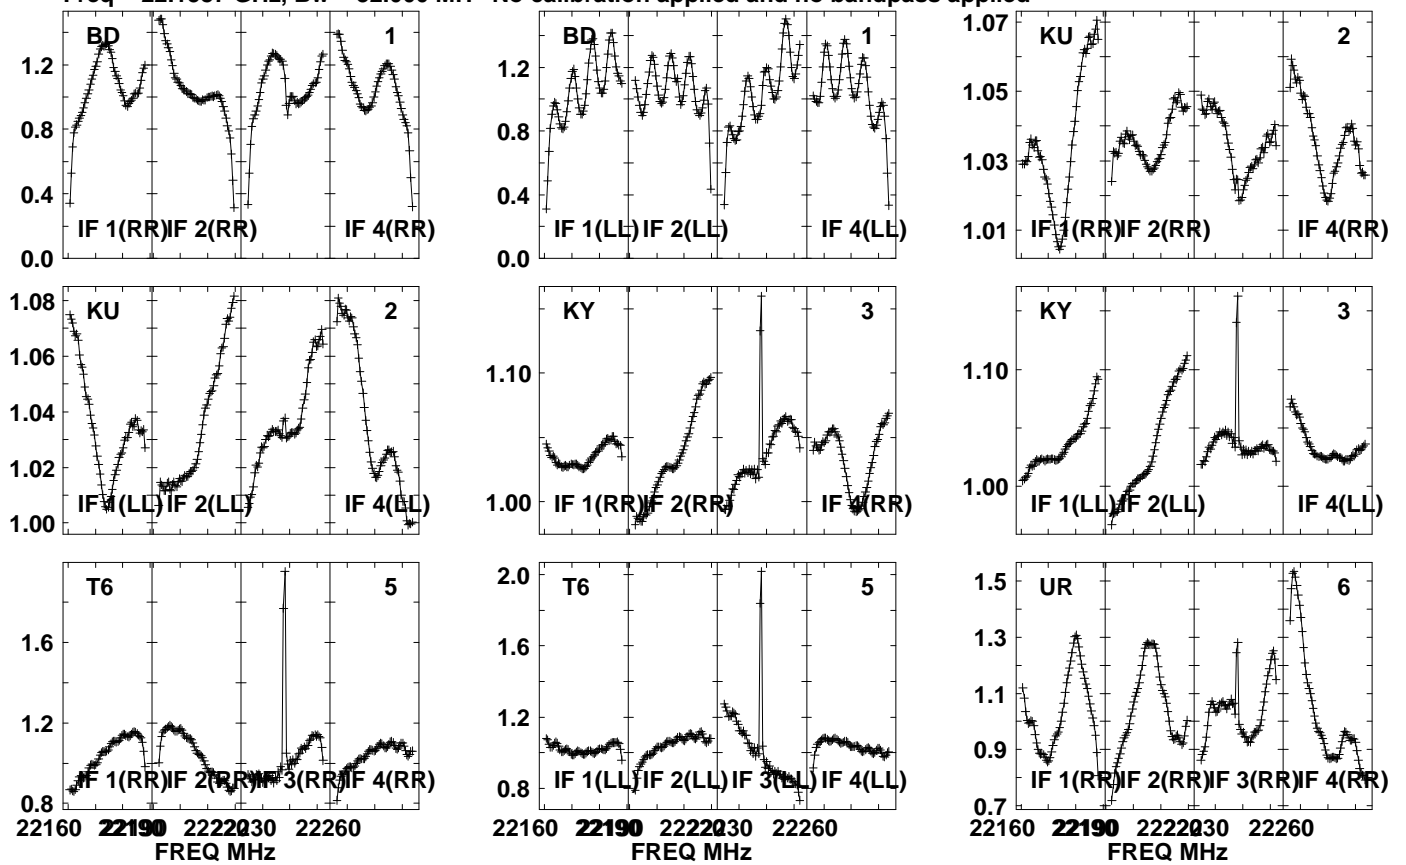 No calibration applied and no bandpass applied
BD 1
1.2
0.8
0.4
0.0
IF 1(RR) IF 2(RR) IF 4(RR)
BD 1
1.2
0.8
0.4
0.0
IF 1(LL) IF 2(LL) IF 4(LL)
KU 2
1.07
1.05
1.03
1.01
IF 1(RR) IF 2(RR) IF 4(RR)
KU 2
1.08
1.06
1.04
1.02
1.00
IF 1(LL) IF 2(LL) IF 4(LL)
KY 3
1.10
1.00
IF 1(RR) IF 2(RR) IF 4(RR)
KY 3
1.10
1.00
IF 1(LL) IF 2(LL) IF 4(LL)
T6 5
1.6
1.2
0.8
IF 1(RR) IF 2(RR) IF 3(RR) IF 4(RR)
22160 22190 22220 22230 22260
FREQ MHz
T6 5
2.0
1.6
1.2
0.8
IF 1(LL) IF 2(LL) IF 3(LL) IF 4(LL)
22160 22190 22220 22230 22260
FREQ MHz
UR 6
1.5
1.3
1.1
0.9
0.7
IF 1(RR) IF 2(RR) IF 3(RR) IF 4(RR)
22160 22190 22220 22230 22260
FREQ MHz